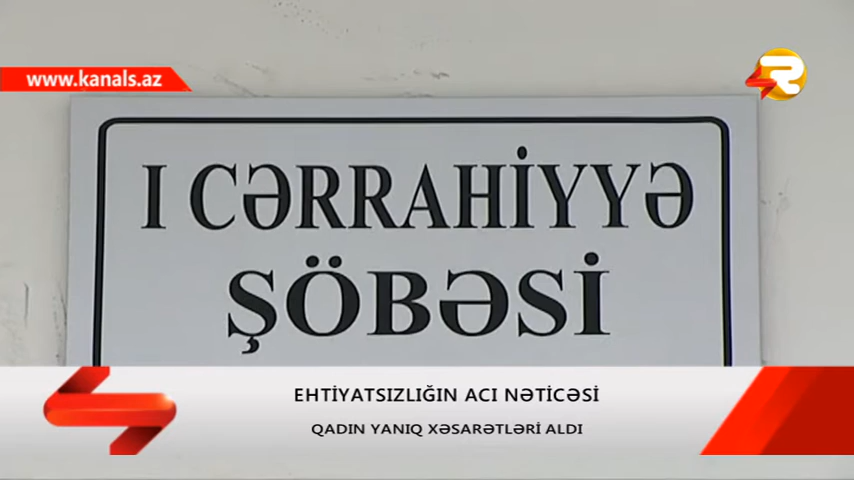 www.kanals.az
R
I CƏRRAHİYYƏ
ŞÖBƏSİ
EHTİYATSIZLIĞIN ACI NƏTİCƏSİ
QADIN YANIQ XƏSARƏTLƏRİ ALDI